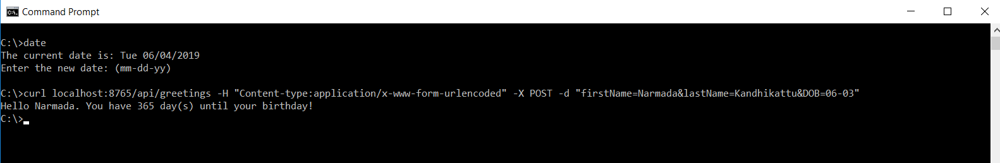 Command Prompt
C:\>date
The current date is: Tue 06/04/2019
Enter the new date: (mm-dd-yy)
C:\>curl localhost:8765/api/greetings -H "Content-type:application/x-www-form-urlencoded" -X POST -d "firstName=Narmada&lastName=Kandhikattu&DOB=06-03"
Hello Narmada. You have 365 day(s) until your birthday!
C:\>